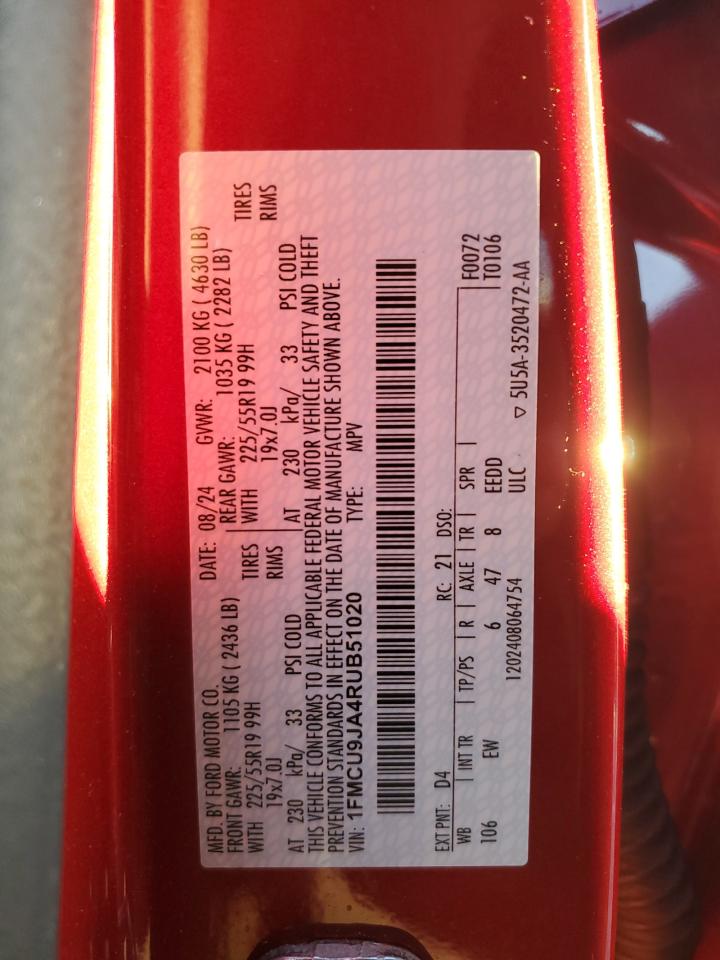 MFD. BY FORD MOTOR CO.
DATE: 08/24 GVWR: 2100 KG ( 4630 LB)
FRONT GAWR: 1105 KG ( 2436 LB) REAR GAWR: 1035 KG ( 2282 LB)
WITH 225/55R19 99H TIRES WITH 225/55R19 99H TIRES
19x7.0J RIMS 19x7.0J RIMS
AT 230 kPa/ 33 PSI COLD AT 230 kPa/ 33 PSI COLD
THIS VEHICLE CONFORMS TO ALL APPLICABLE FEDERAL MOTOR VEHICLE SAFETY AND THEFT
PREVENTION STANDARDS IN EFFECT ON THE DATE OF MANUFACTURE SHOWN ABOVE.
VIN: 1FMCU9JA4RUB51020 TYPE: MPV
EXT PNT: D4 RC: 21 DSO: F0072
WB INT TR TP/PS R AXLE TR SPR T0106
106 EW 6 47 8 EEDD
1202408064754 ULC ▽ 5U5A-3520472-AA